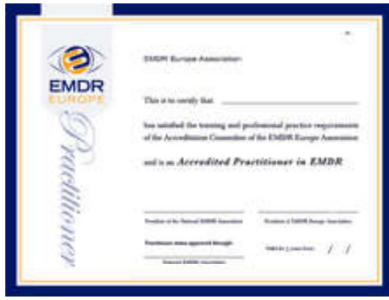 EMDR
EUROPE
Practitioner
EMDR Europe Association
This is to certify that
has satisfied the training and professional practice requirements
of the Accreditation Committee of the EMDR Europe Association
and is an Accredited Practitioner in EMDR
President of the National EMDR Association
President of EMDR Europe Association
Practitioner status approved through
National EMDR Association
Valid for 5 years from: / /